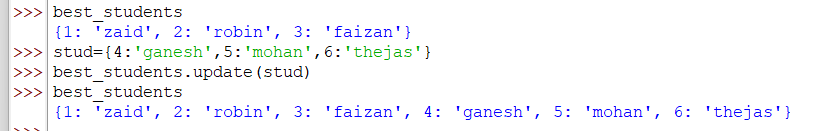 >>> best_students
{1: 'zaid', 2: 'robin', 3: 'faizan'}
>>> stud={4:'ganesh',5:'mohan',6:'thejas'}
>>> best_students.update(stud)
>>> best_students
{1: 'zaid', 2: 'robin', 3: 'faizan', 4: 'ganesh', 5: 'mohan', 6: 'thejas'}
>>>